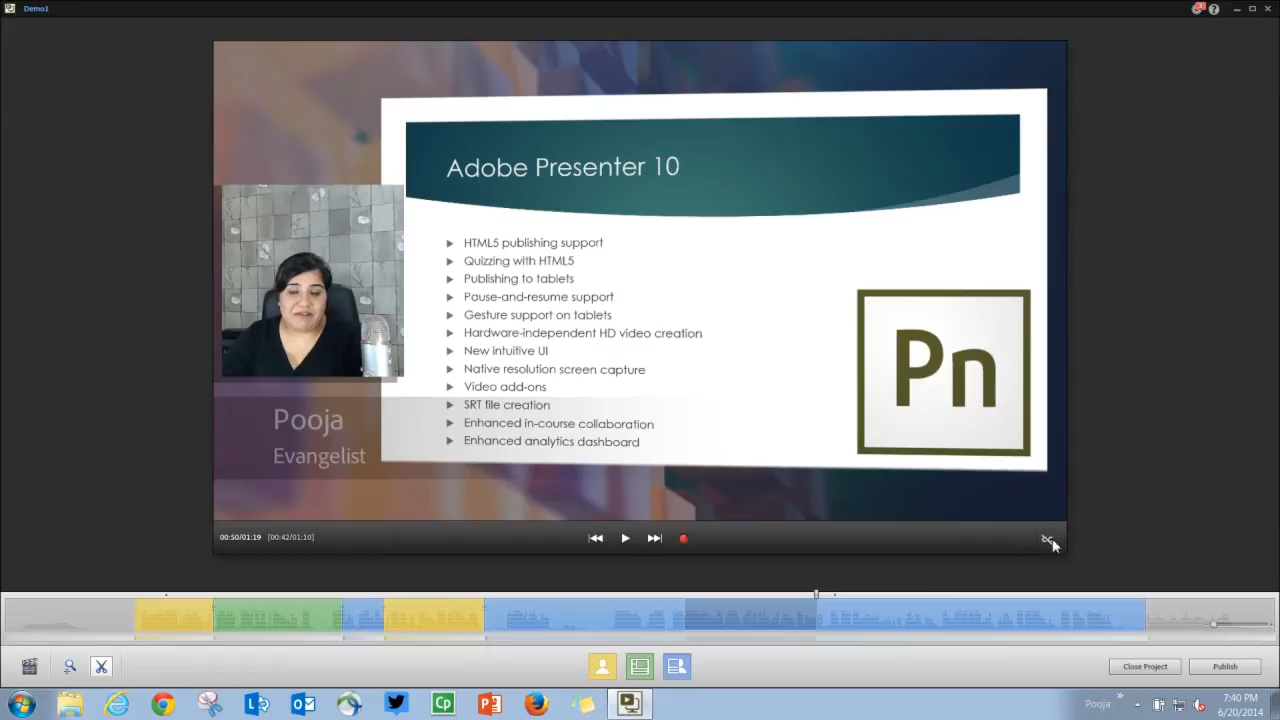 Demo1
3
Adobe Presenter 10
HTML5 publishing support
Quizzing with HTML5
Publishing to tablets
Pause-and-resume support
Gesture support on tablets
Hardware-independent HD video creation
New intuitive UI
Native resolution screen capture
Video add-ons
SRT file creation
Enhanced in-course collaboration
Enhanced analytics dashboard
Pn
Pooja
Evangelist
00:50/01:19 [00:42/01:10]
Close Project
Publish
Cp
Pooja
7:40 PM
6/20/2014